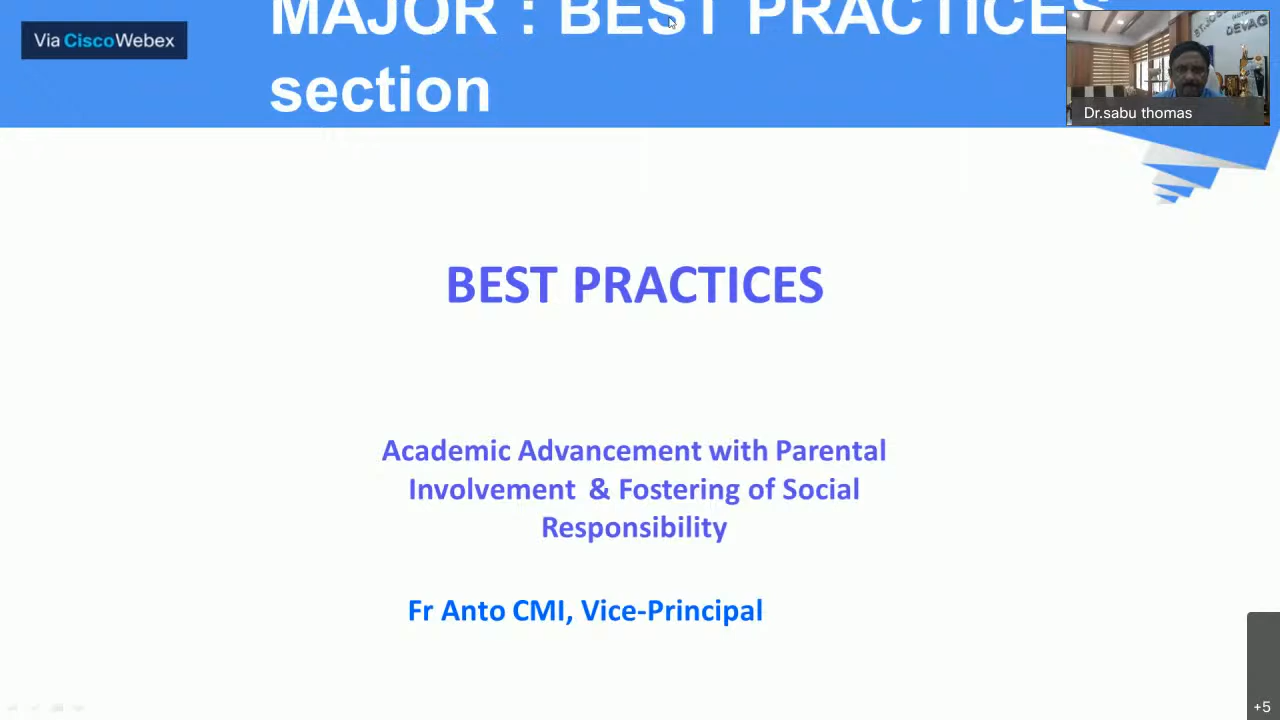 MAJOR : BEST PRACTICES
section
Via CiscoWebex
DEVAG
Dr.sabu thomas
BEST PRACTICES
Academic Advancement with Parental
Involvement & Fostering of Social
Responsibility
Fr Anto CMI, Vice-Principal
+5